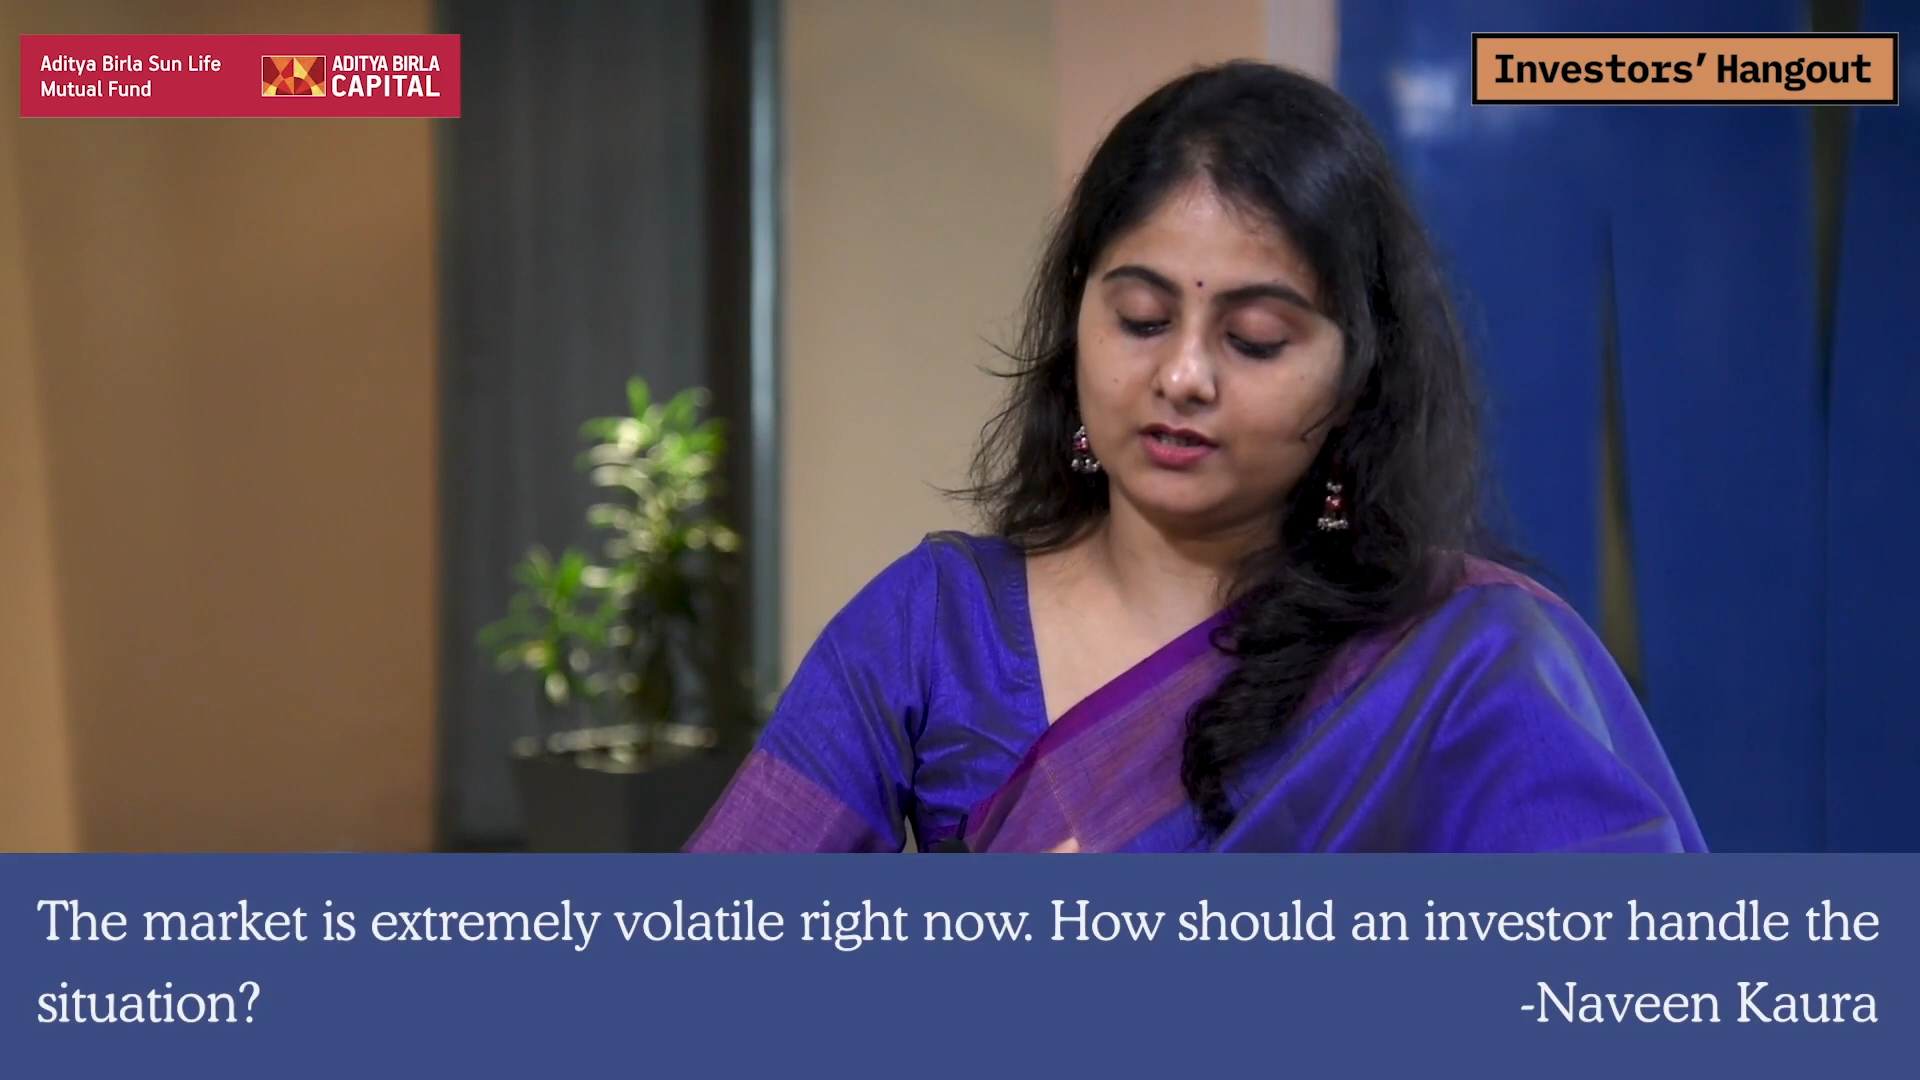 Aditya Birla Sun Life
Mutual Fund
ADITYA BIRLA
CAPITAL
Investors’ Hangout
The market is extremely volatile right now. How should an investor handle the
situation?
-Naveen Kaura